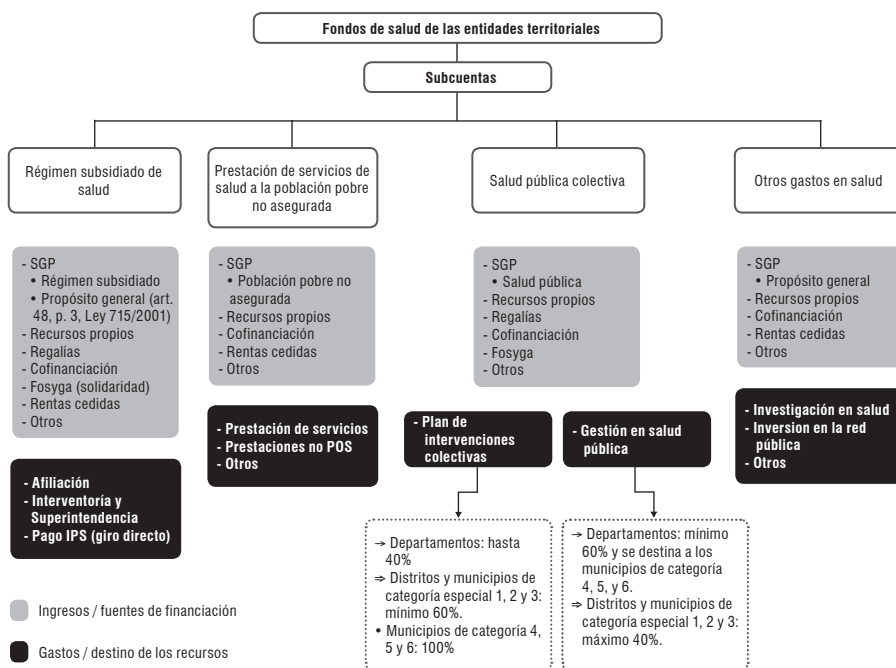 Fondos de salud de las entidades territoriales
Subcuentas
Régimen subsidiado de
salud
Prestación de servicios de
salud a la población pobre
no asegurada
Salud pública colectiva
Otros gastos en salud
- SGP
• Régimen subsidiado
• Propósito general (art.
48, p. 3, Ley 715/2001)
- Recursos propios
- Regalías
- Cofinanciación
- Fosyga (solidaridad)
- Rentas cedidas
- Otros
- SGP
• Población pobre no
asegurada
- Recursos propios
- Cofinanciación
- Rentas cedidas
- Otros
- SGP
• Salud pública
- Recursos propios
- Regalías
- Cofinanciación
- Fosyga
- Otros
- SGP
• Propósito general
- Recursos propios
- Cofinanciación
- Rentas cedidas
- Otros
- Afiliación
- Interventoría y
Superintendencia
- Pago IPS (giro directo)
- Prestación de servicios
- Prestaciones no POS
- Otros
- Plan de
intervenciones
colectivas
- Gestión en salud
pública
- Investigación en salud
- Inversion en la red
pública
- Otros
→ Departamentos: hasta
40%
⇒ Distritos y municipios de
categoría especial 1, 2 y 3:
mínimo 60%.
• Municipios de categoría 4,
5 y 6: 100%
→ Departamentos: mínimo
60% y se destina a los
municipios de categoría
4, 5, y 6.
⇒ Distritos y municipios de
categoría especial 1, 2 y 3:
máximo 40%.
Ingresos / fuentes de financiación
Gastos / destino de los recursos